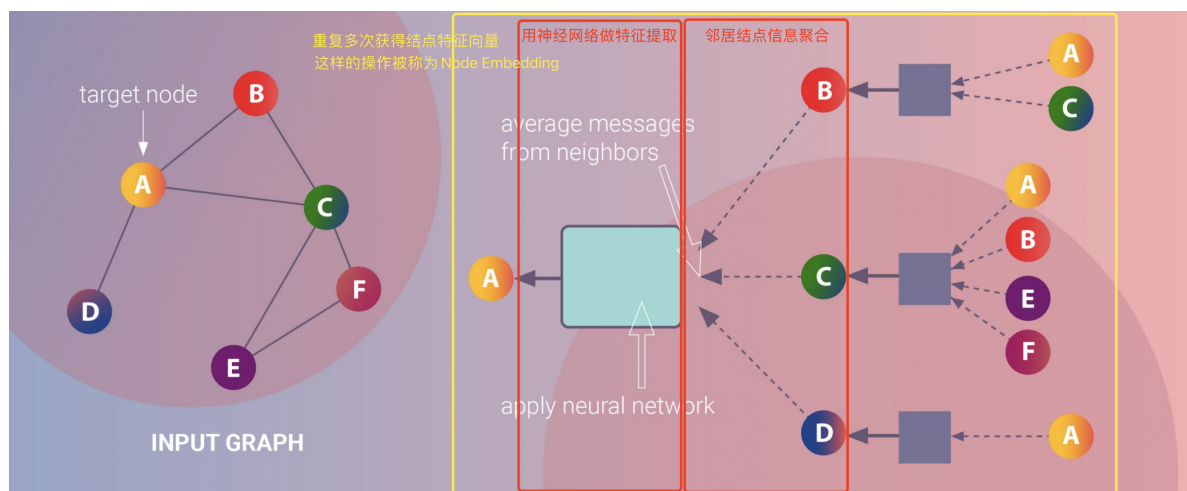 重复多次获得结点特征向量
这样的操作被称为Node Embedding
用神经网络做特征提取
邻居结点信息聚合
target node
A
B
C
D
E
F
INPUT GRAPH
average messages
from neighbors
apply neural network
A
B
C
D
A
C
A
B
E
F
A